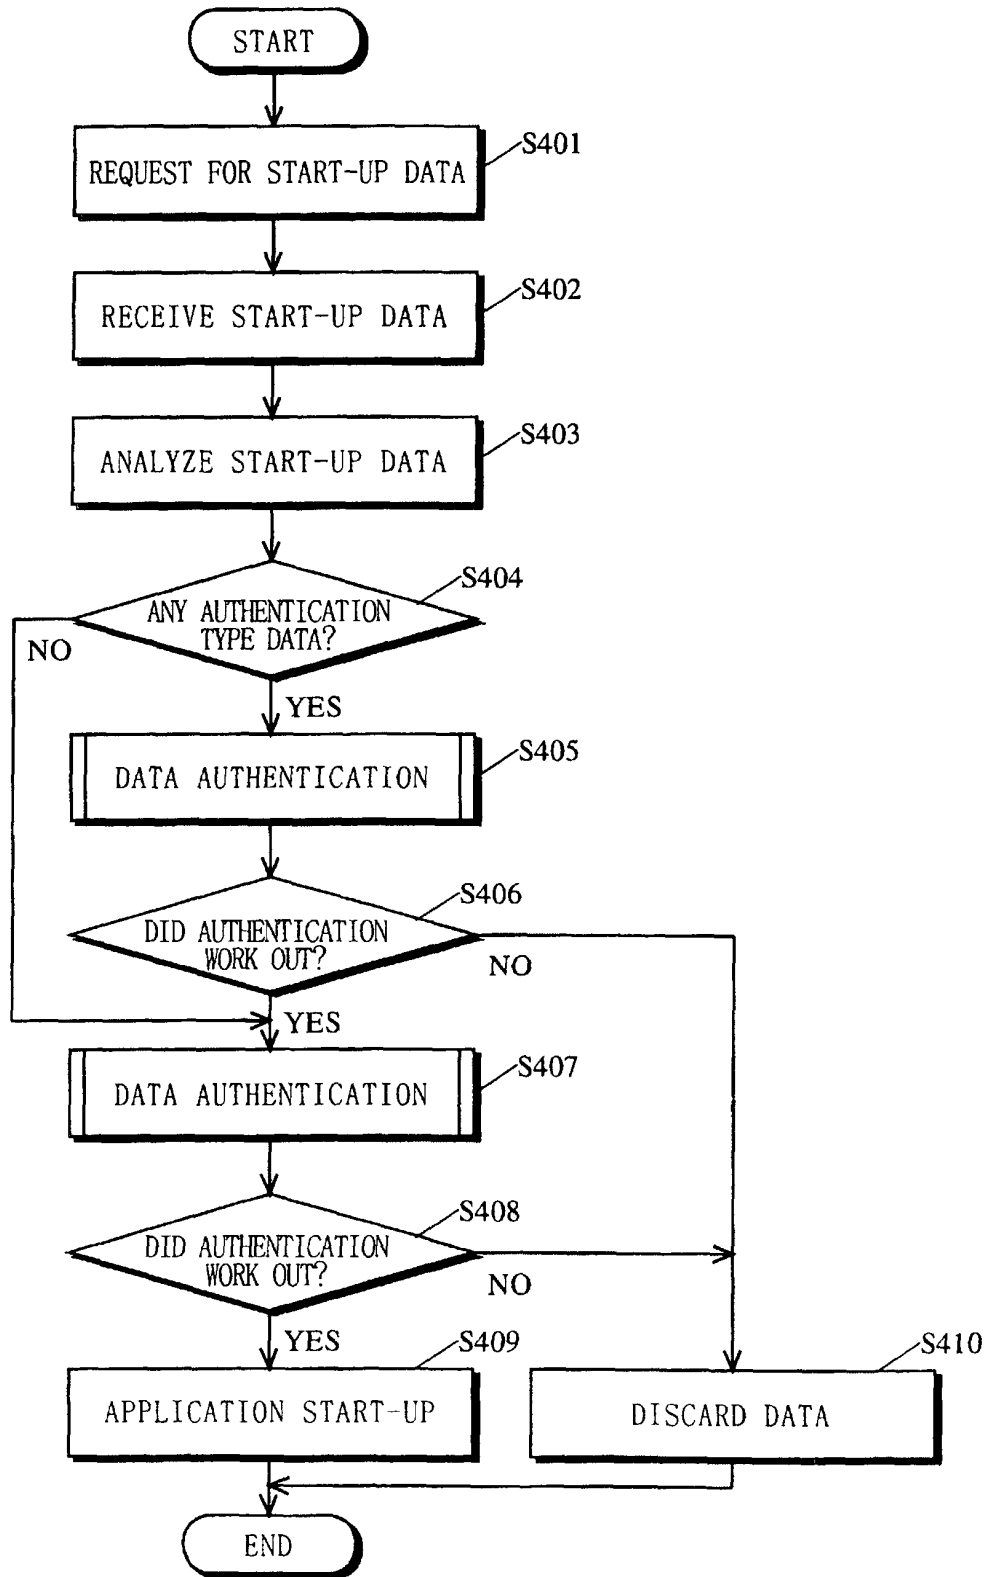 START
REQUEST FOR START-UP DATA
S401
RECEIVE START-UP DATA
S402
ANALYZE START-UP DATA
S403
ANY AUTHENTICATION
TYPE DATA?
S404
NO
YES
DATA AUTHENTICATION
S405
DID AUTHENTICATION
WORK OUT?
S406
NO
YES
DATA AUTHENTICATION
S407
DID AUTHENTICATION
WORK OUT?
S408
NO
YES
APPLICATION START-UP
S409
DISCARD DATA
S410
END